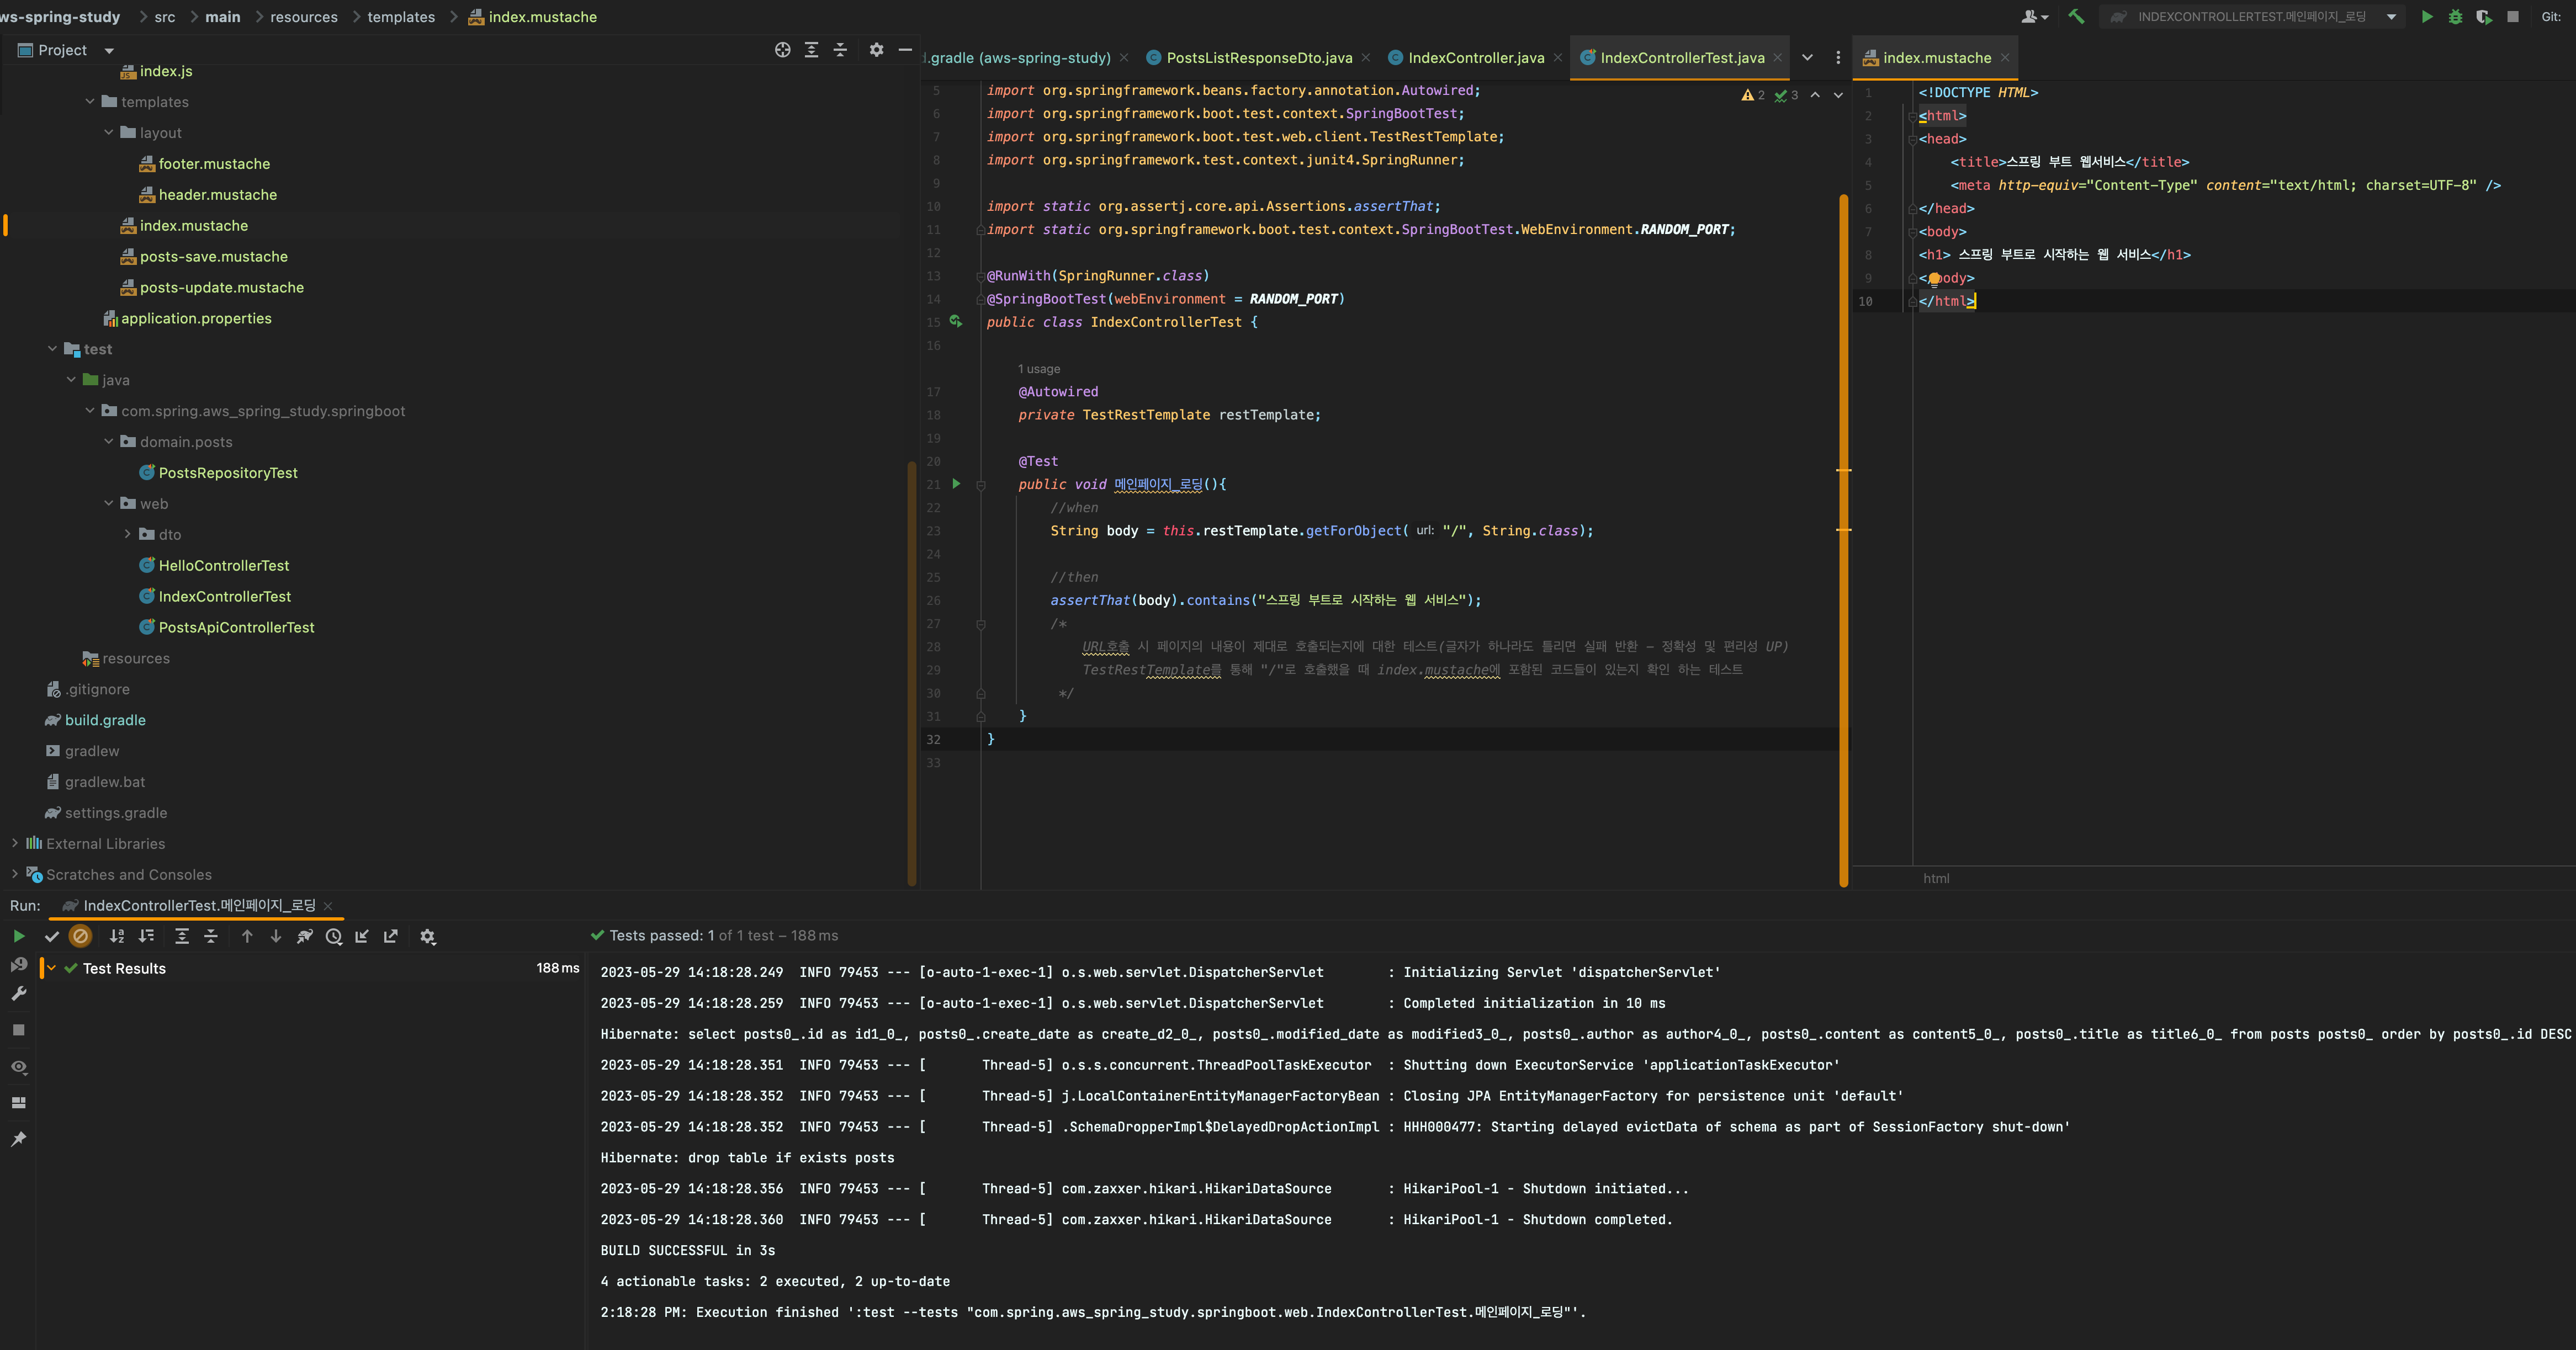 ws-spring-study > src > main > resources > templates > index.mustache
INDEXCONTROLLERTEST.메인페이지_로딩
Git:
Project
index.js
templates
layout
footer.mustache
header.mustache
index.mustache
posts-save.mustache
posts-update.mustache
application.properties
test
java
com.spring.aws_spring_study.springboot
domain.posts
PostsRepositoryTest
web
dto
HelloControllerTest
IndexControllerTest
PostsApiControllerTest
resources
.gitignore
build.gradle
gradlew
gradlew.bat
settings.gradle
External Libraries
Scratches and Consoles
d.gradle (aws-spring-study)
PostsListResponseDto.java
IndexController.java
IndexControllerTest.java
2 3
5 import org.springframework.beans.factory.annotation.Autowired;
6 import org.springframework.boot.test.context.SpringBootTest;
7 import org.springframework.boot.test.web.client.TestRestTemplate;
8 import org.springframework.test.context.junit4.SpringRunner;
9
10 import static org.assertj.core.api.Assertions.assertThat;
11 import static org.springframework.boot.test.context.SpringBootTest.WebEnvironment.RANDOM_PORT;
12
13 @RunWith(SpringRunner.class)
14 @SpringBootTest(webEnvironment = RANDOM_PORT)
15 public class IndexControllerTest {
16
1 usage
17 @Autowired
18 private TestRestTemplate restTemplate;
19
20 @Test
21 public void 메인페이지_로딩(){
22 //when
23 String body = this.restTemplate.getForObject( url: "/", String.class);
24
25 //then
26 assertThat(body).contains("스프링 부트로 시작하는 웹 서비스");
27 /*
28 URL호출 시 페이지의 내용이 제대로 호출되는지에 대한 테스트(글자가 하나라도 틀리면 실패 반환 - 정확성 및 편리성 UP)
29 TestRestTemplate를 통해 "/"로 호출했을 때 index.mustache에 포함된 코드들이 있는지 확인 하는 테스트
30 */
31 }
32 }
33
index.mustache
1 <!DOCTYPE HTML>
2 <html>
3 <head>
4 <title>스프링 부트 웹서비스</title>
5 <meta http-equiv="Content-Type" content="text/html; charset=UTF-8" />
6 </head>
7 <body>
8 <h1> 스프링 부트로 시작하는 웹 서비스</h1>
9 </body>
10 </html>
html
Run: IndexControllerTest.메인페이지_로딩
Tests passed: 1 of 1 test – 188 ms
Test Results 188 ms
2023-05-29 14:18:28.249 INFO 79453 --- [o-auto-1-exec-1] o.s.web.servlet.DispatcherServlet : Initializing Servlet 'dispatcherServlet'
2023-05-29 14:18:28.259 INFO 79453 --- [o-auto-1-exec-1] o.s.web.servlet.DispatcherServlet : Completed initialization in 10 ms
Hibernate: select posts0_.id as id1_0_, posts0_.create_date as create_d2_0_, posts0_.modified_date as modified3_0_, posts0_.author as author4_0_, posts0_.content as content5_0_, posts0_.title as title6_0_ from posts posts0_ order by posts0_.id DESC
2023-05-29 14:18:28.351 INFO 79453 --- [ Thread-5] o.s.s.concurrent.ThreadPoolTaskExecutor : Shutting down ExecutorService 'applicationTaskExecutor'
2023-05-29 14:18:28.352 INFO 79453 --- [ Thread-5] j.LocalContainerEntityManagerFactoryBean : Closing JPA EntityManagerFactory for persistence unit 'default'
2023-05-29 14:18:28.352 INFO 79453 --- [ Thread-5] .SchemaDropperImpl$DelayedDropActionImpl : HHH000477: Starting delayed evictData of schema as part of SessionFactory shut-down'
Hibernate: drop table if exists posts
2023-05-29 14:18:28.356 INFO 79453 --- [ Thread-5] com.zaxxer.hikari.HikariDataSource : HikariPool-1 - Shutdown initiated...
2023-05-29 14:18:28.360 INFO 79453 --- [ Thread-5] com.zaxxer.hikari.HikariDataSource : HikariPool-1 - Shutdown completed.
BUILD SUCCESSFUL in 3s
4 actionable tasks: 2 executed, 2 up-to-date
2:18:28 PM: Execution finished ':test --tests "com.spring.aws_spring_study.springboot.web.IndexControllerTest.메인페이지_로딩"'.